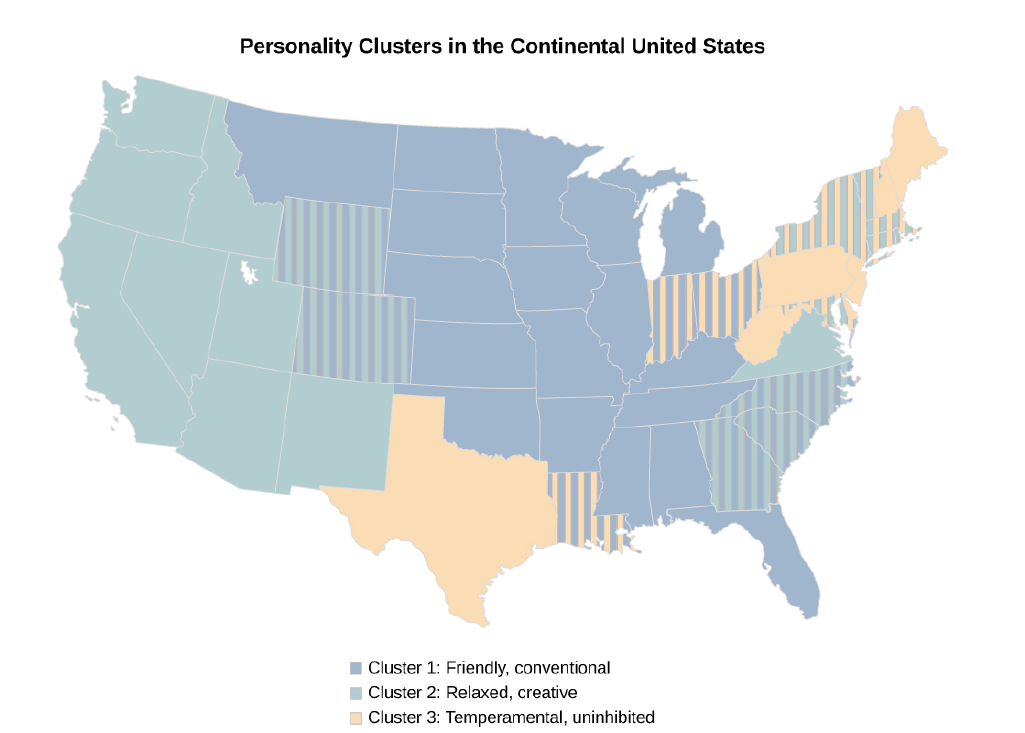 Personality Clusters in the Continental United States
Cluster 1: Friendly, conventional
Cluster 2: Relaxed, creative
Cluster 3: Temperamental, uninhibited